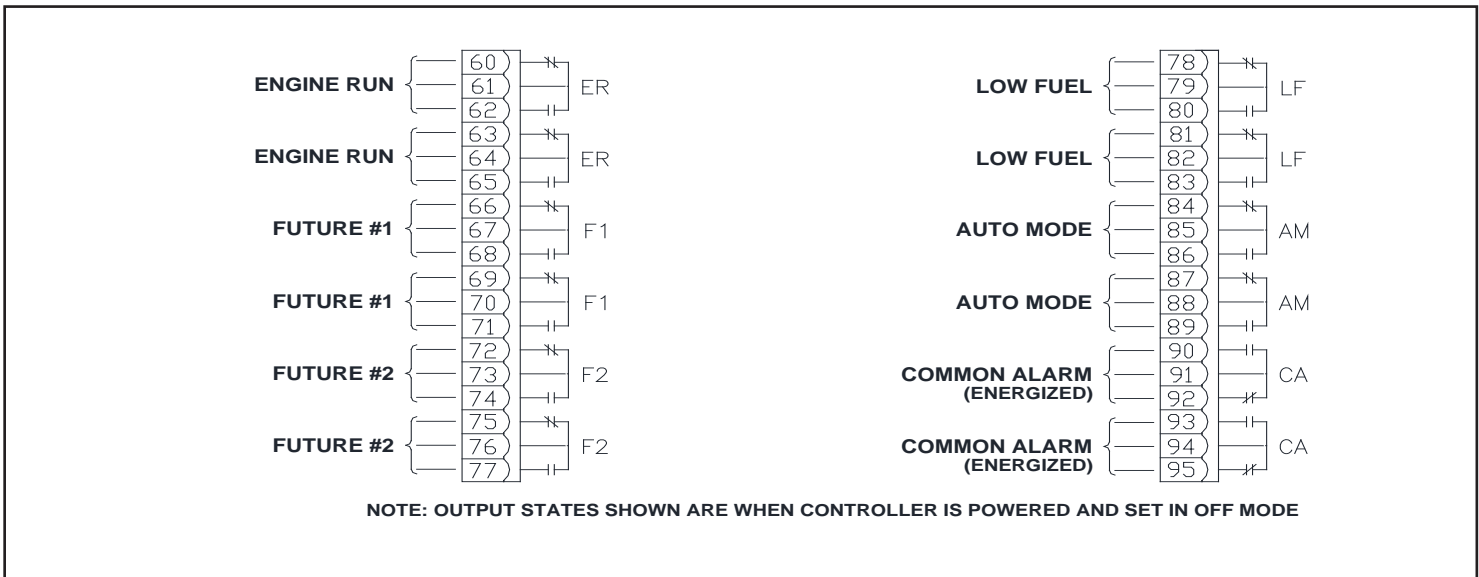 ENGINE RUN 60 61 62 ER
ENGINE RUN 63 64 65 ER
FUTURE #1 66 67 68 F1
FUTURE #1 69 70 71 F1
FUTURE #2 72 73 74 F2
FUTURE #2 75 76 77 F2
LOW FUEL 78 79 80 LF
LOW FUEL 81 82 83 LF
AUTO MODE 84 85 86 AM
AUTO MODE 87 88 89 AM
COMMON ALARM (ENERGIZED) 90 91 92 CA
COMMON ALARM (ENERGIZED) 93 94 95 CA
NOTE: OUTPUT STATES SHOWN ARE WHEN CONTROLLER IS POWERED AND SET IN OFF MODE